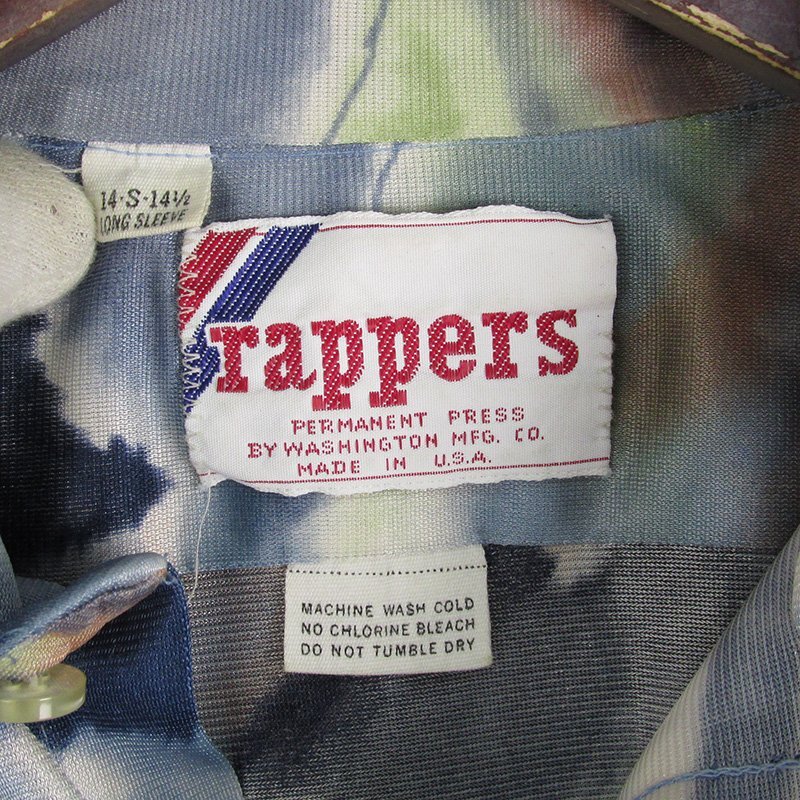 14·S·14½
LONG SLEEVE
rappers
PERMANENT PRESS
BY WASHINGTON MFG. CO.
MADE IN U.S.A.
MACHINE WASH COLD
NO CHLORINE BLEACH
DO NOT TUMBLE DRY